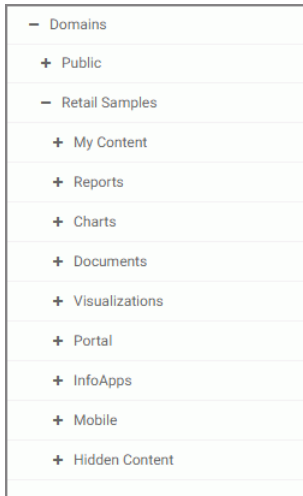 − Domains
+ Public
− Retail Samples
+ My Content
+ Reports
+ Charts
+ Documents
+ Visualizations
+ Portal
+ InfoApps
+ Mobile
+ Hidden Content